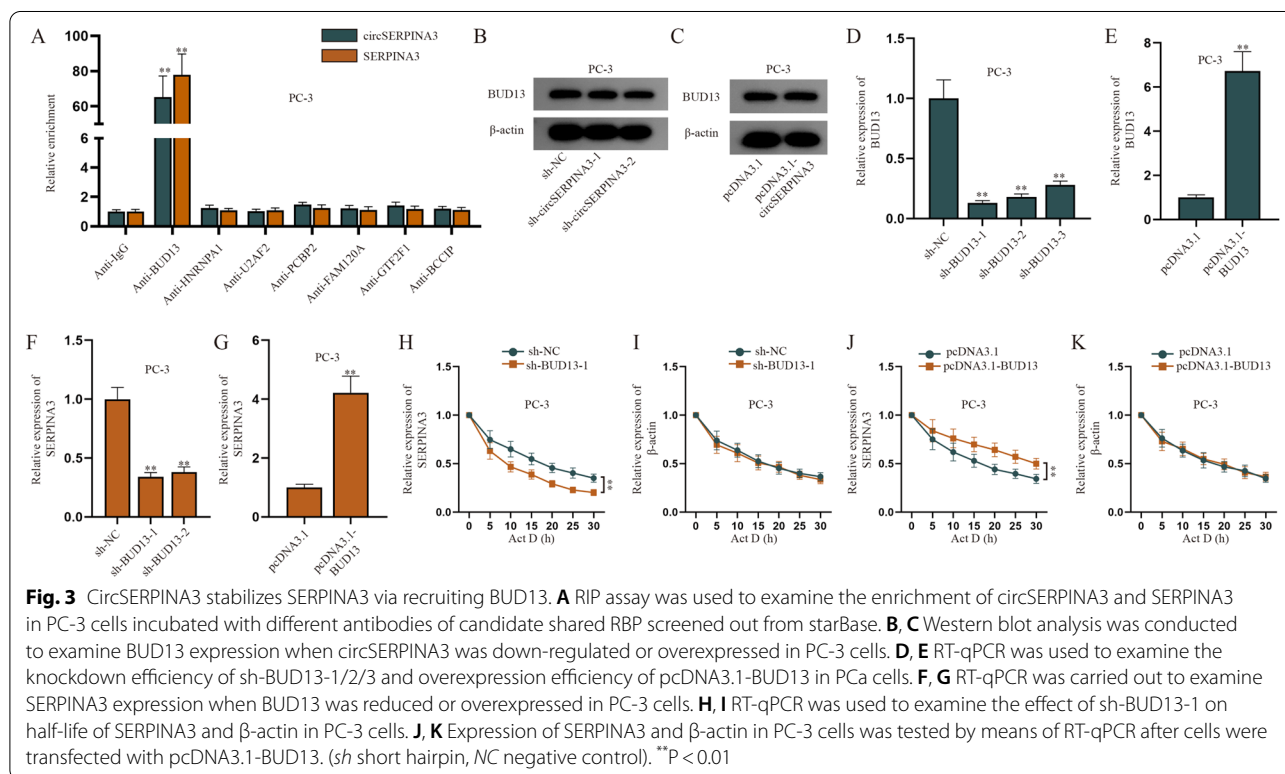 A
circSERPINA3
SERPINA3
PC-3
Relative enrichment
100
80
60
40
6
4
2
0
Anti-IgG
Anti-BUD13
Anti-HNRNPA1
Anti-U2AF2
Anti-PCBP2
Anti-FAM120A
Anti-GTF2F1
Anti-BCC1P
** **
B
PC-3
BUD13
β-actin
sh-NC
sh-circSERPINA3-1
sh-circSERPINA3-2
C
PC-3
BUD13
β-actin
pcDNA3.1
pcDNA3.1-
circSERPINA3
D
PC-3
Relative expression of
BUD13
1.5
1.0
0.5
0.0
** ** **
sh-NC
sh-BUD13-1
sh-BUD13-2
sh-BUD13-3
E
PC-3
Relative expression of
BUD13
8
6
4
2
0
**
pcDNA3.1
pcDNA3.1-
BUD13
F
PC-3
Relative expression of
SERPINA3
1.5
1.0
0.5
0.0
** **
sh-NC
sh-BUD13-1
sh-BUD13-2
G
PC-3
Relative expression of
SERPINA3
6
4
2
0
**
pcDNA3.1
pcDNA3.1-
BUD13
H
sh-NC
sh-BUD13-1
PC-3
Relative expression of
SERPINA3
1.5
1.0
0.5
0.0
**
0 5 10 15 20 25 30
Act D (h)
I
sh-NC
sh-BUD13-1
PC-3
Relative expression of
β-actin
1.5
1.0
0.5
0.0
0 5 10 15 20 25 30
Act D (h)
J
pcDNA3.1
pcDNA3.1-BUD13
PC-3
Relative expression of
SERPINA3
1.5
1.0
0.5
0.0
**
0 5 10 15 20 25 30
Act D (h)
K
pcDNA3.1
pcDNA3.1-BUD13
PC-3
Relative expression of
β-actin
1.5
1.0
0.5
0.0
0 5 10 15 20 25 30
Act D (h)
Fig. 3 CircSERPINA3 stabilizes SERPINA3 via recruiting BUD13. A RIP assay was used to examine the enrichment of circSERPINA3 and SERPINA3
in PC-3 cells incubated with different antibodies of candidate shared RBP screened out from starBase. B, C Western blot analysis was conducted
to examine BUD13 expression when circSERPINA3 was down-regulated or overexpressed in PC-3 cells. D, E RT-qPCR was used to examine the
knockdown efficiency of sh-BUD13-1/2/3 and overexpression efficiency of pcDNA3.1-BUD13 in PCa cells. F, G RT-qPCR was carried out to examine
SERPINA3 expression when BUD13 was reduced or overexpressed in PC-3 cells. H, I RT-qPCR was used to examine the effect of sh-BUD13-1 on
half-life of SERPINA3 and β-actin in PC-3 cells. J, K Expression of SERPINA3 and β-actin in PC-3 cells was tested by means of RT-qPCR after cells were
transfected with pcDNA3.1-BUD13. (sh short hairpin, NC negative control). **P < 0.01